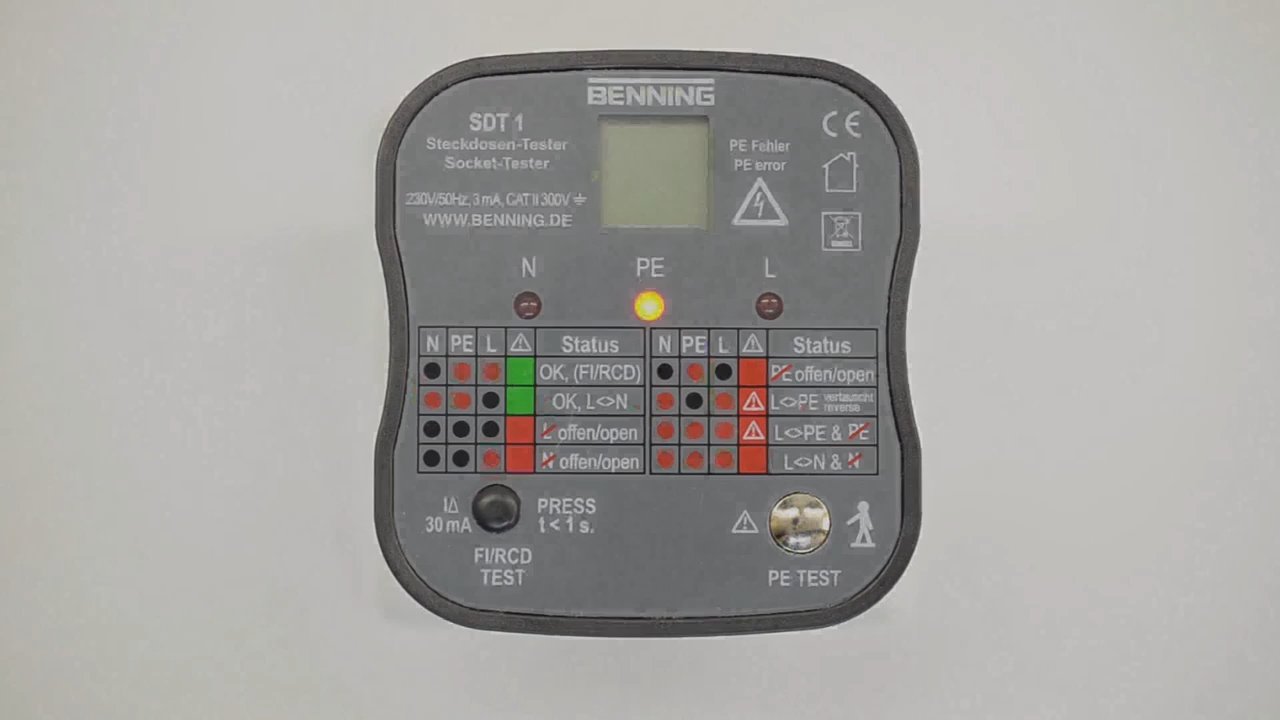 BENNING
SDT 1
Steckdosen-Tester
Socket-Tester
230V/50Hz, 3 mA, CAT II 300V
WWW.BENNING.DE
PE Fehler
PE error
CE
N PE L
N PE L Status
OK, (FI/RCD)
OK, L<>N
L offen/open
N offen/open
N PE L Status
PE offen/open
L<>PE vertauscht
reverse
L<>PE & PE
L<>N & N
I∆
30 mA
PRESS
t < 1 s.
FI/RCD
TEST
PE TEST